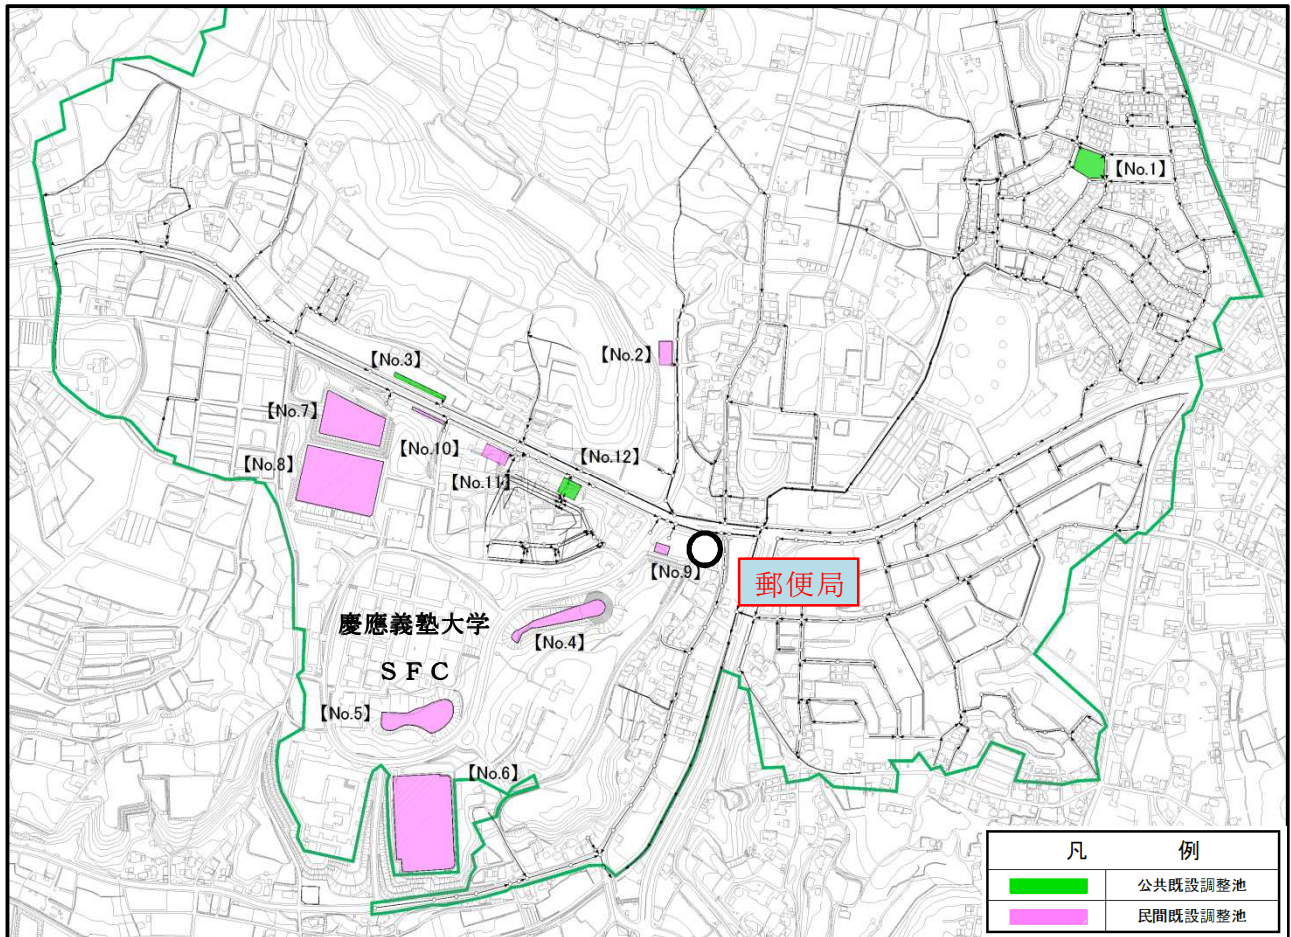 【No.1】
【No.2】
【No.3】
【No.7】
【No.10】
【No.12】
【No.8】
【No.11】
【No.9】
郵便局
慶應義塾大学
SFC
【No.4】
【No.5】
【No.6】
凡 例
公共既設調整池
民間既設調整池